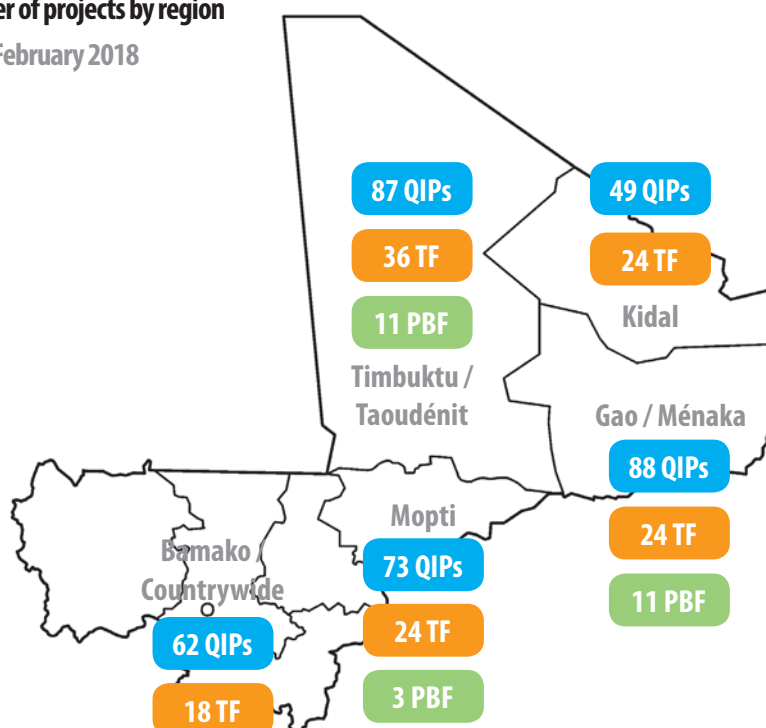 er of projects by region
February 2018
87 QIPs
36 TF
11 PBF
Timbuktu /
Taoudénit
49 QIPs
24 TF
Kidal
Gao / Ménaka
88 QIPs
24 TF
11 PBF
Mopti
73 QIPs
24 TF
3 PBF
Bamako /
Countrywide
62 QIPs
18 TF